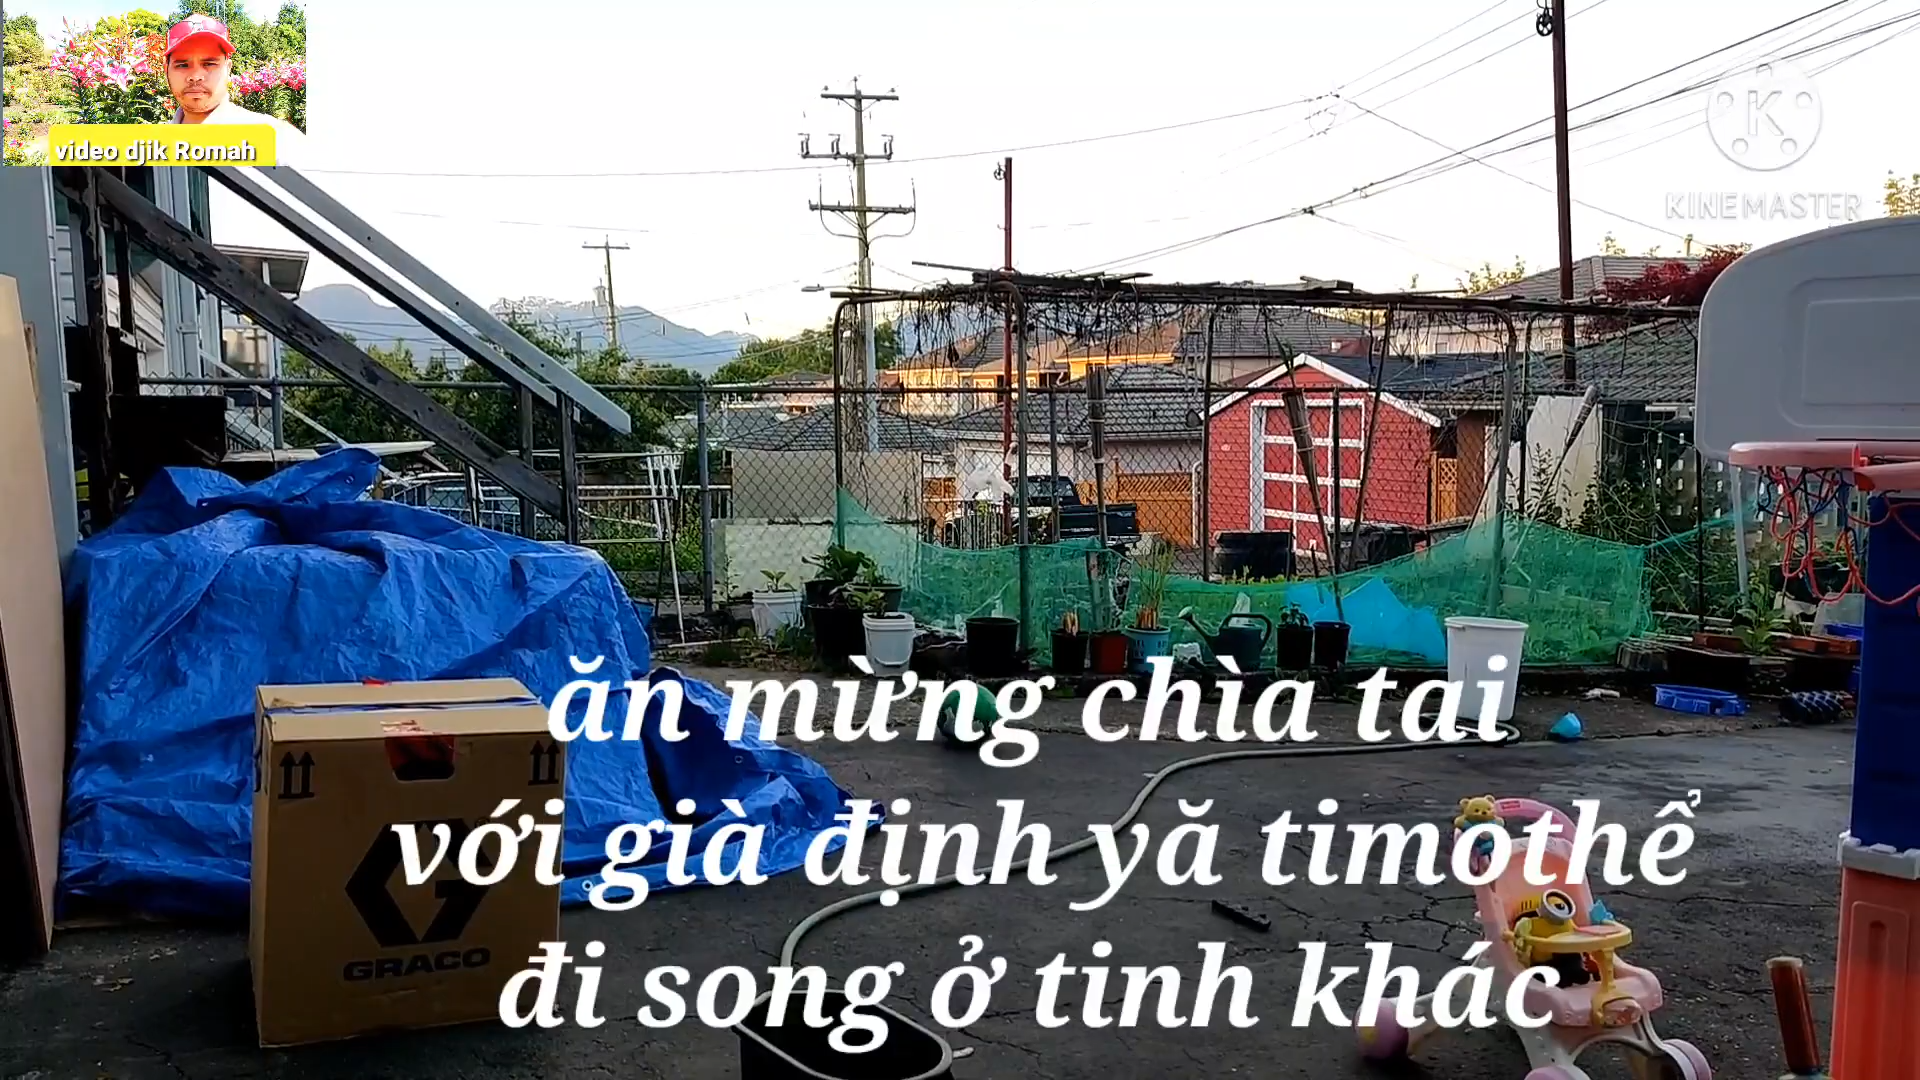 video djik Romah
KINEMASTER
ăn mừng chìa tai
với già định yă timothể
đi song ở tinh khác
GRACO